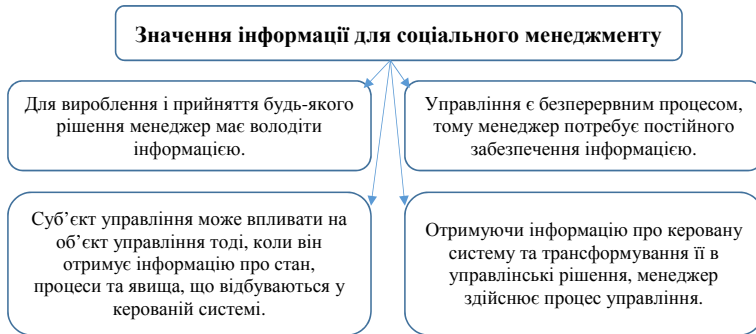 Значення інформації для соціального менеджменту
Для вироблення і прийняття будь-якого
рішення менеджер має володіти
інформацією.
Управління є безперервним процесом,
тому менеджер потребує постійного
забезпечення інформацією.
Суб’єкт управління може впливати на
об’єкт управління тоді, коли він
отримує інформацію про стан,
процеси та явища, що відбуваються у
керованій системі.
Отримуючи інформацію про керовану
систему та трансформування її в
управлінські рішення, менеджер
здійснює процес управління.